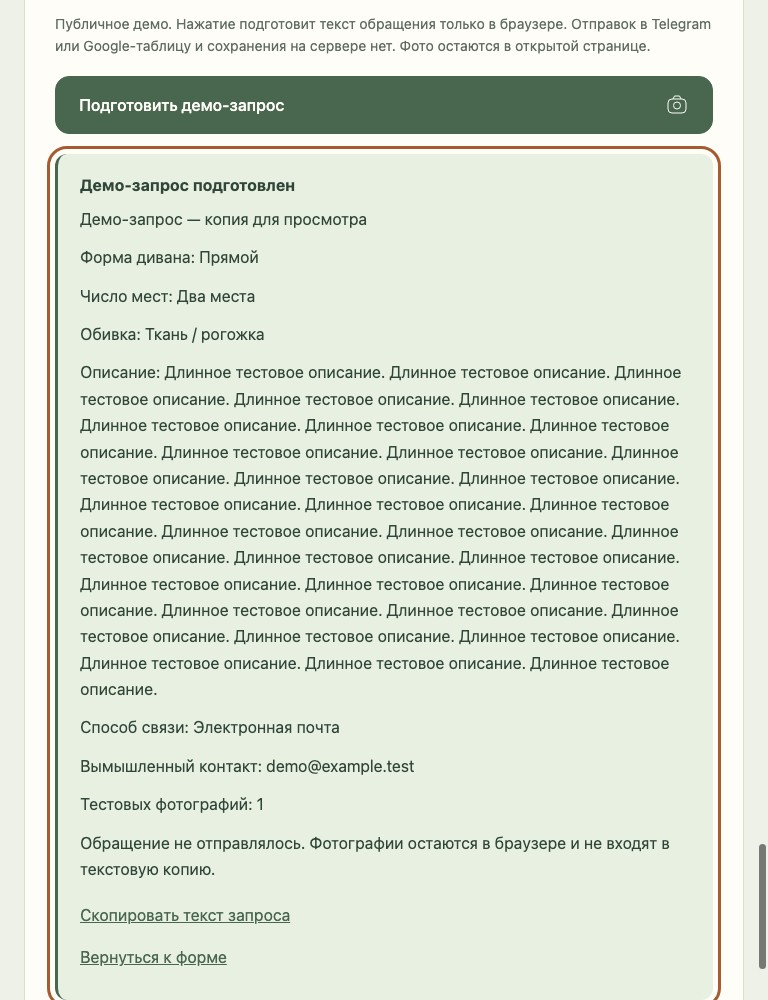 Публичное демо. Нажатие подготовит текст обращения только в браузере. Отправок в Telegram
или Google-таблицу и сохранения на сервере нет. Фото остаются в открытой странице.
Подготовить демо-запрос
Демо-запрос подготовлен
Демо-запрос — копия для просмотра
Форма дивана: Прямой
Число мест: Два места
Обивка: Ткань / рогожка
Описание: Длинное тестовое описание. Длинное тестовое описание. Длинное
тестовое описание. Длинное тестовое описание. Длинное тестовое описание.
Длинное тестовое описание. Длинное тестовое описание. Длинное тестовое
описание. Длинное тестовое описание. Длинное тестовое описание. Длинное
тестовое описание. Длинное тестовое описание. Длинное тестовое описание.
Длинное тестовое описание. Длинное тестовое описание. Длинное тестовое
описание. Длинное тестовое описание. Длинное тестовое описание. Длинное
тестовое описание. Длинное тестовое описание. Длинное тестовое описание.
Длинное тестовое описание. Длинное тестовое описание. Длинное тестовое
описание. Длинное тестовое описание. Длинное тестовое описание. Длинное
тестовое описание. Длинное тестовое описание. Длинное тестовое описание.
Длинное тестовое описание. Длинное тестовое описание. Длинное тестовое
описание.
Способ связи: Электронная почта
Вымышленный контакт: demo@example.test
Тестовых фотографий: 1
Обращение не отправлялось. Фотографии остаются в браузере и не входят в
текстовую копию.
Скопировать текст запроса
Вернуться к форме